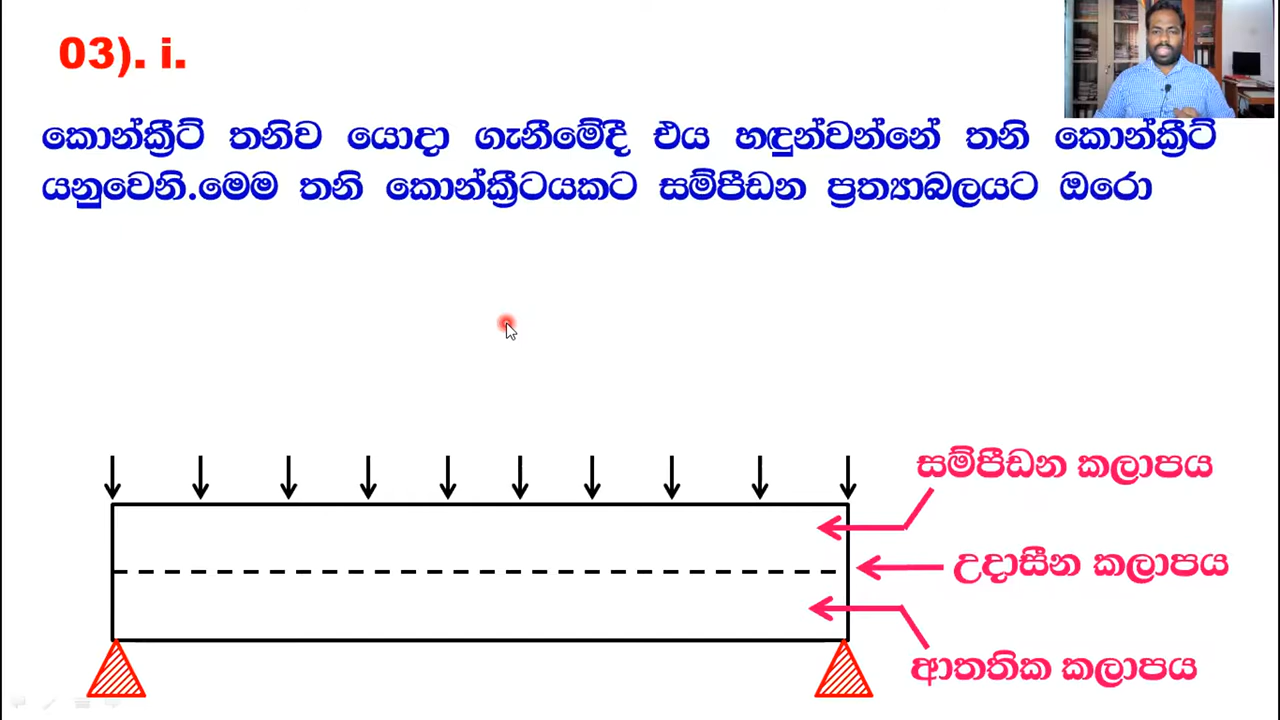 03). i.
කොන්ක්‍රීට් තනිව යොදා ගැනීමේදී එය හඳුන්වන්නේ තනි කොන්ක්‍රීට්
යනුවෙනි.මෙම තනි කොන්ක්‍රීටයකට සම්පීඩන ප්‍රත්‍යාබලයට ඔරො
සම්පීඩන කලාපය
උදාසීන කලාපය
ආතතික කලාපය